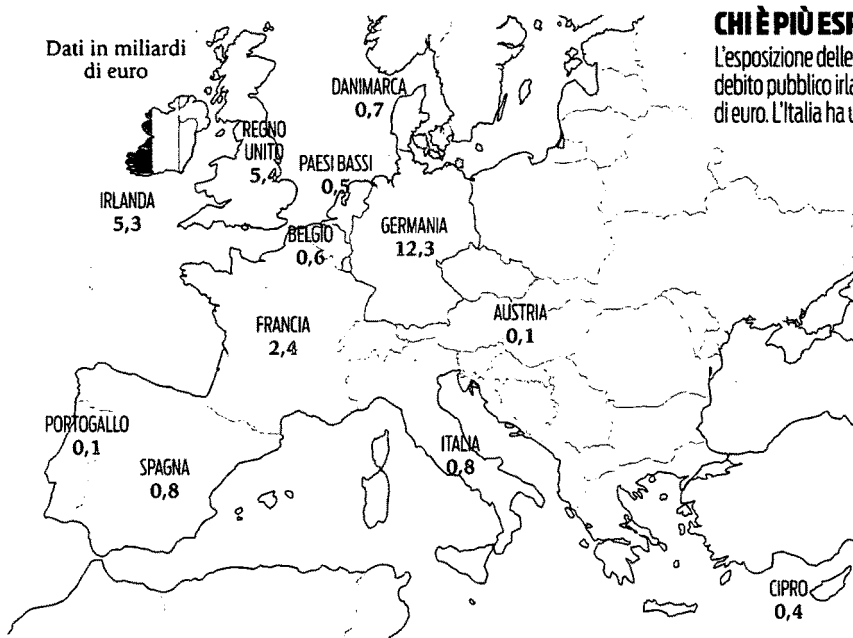 CHI È PIÙ
L'esposizione delle
debito pubblico
di euro. L'Italia ha
Dati in miliardi
di euro
DANIMARCA
0,7
REGNO
UNITO
5,4
PAESI BASSI
0,5
IRLANDA
5,3
BELGIO
0,6
GERMANIA
12,3
FRANCIA
2,4
AUSTRIA
0,1
PORTOGALLO
0,1
SPAGNA
0,8
ITALIA
0,8
CIPRO
0,4